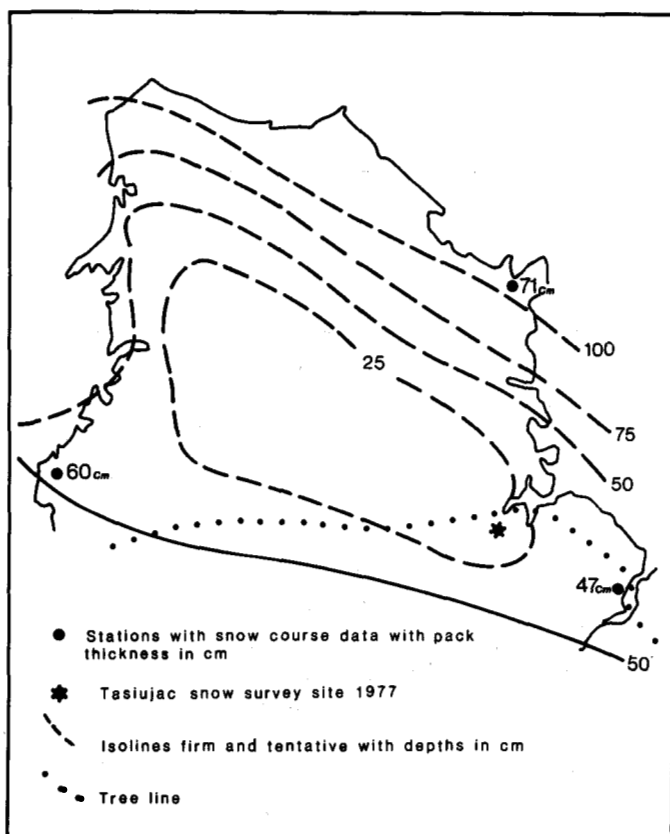 71cm
100
25
75
50
60cm
47cm
50
Stations with snow course data with pack
thickness in cm
Tasiujac snow survey site 1977
Isolines firm and tentative with depths in cm
Tree line